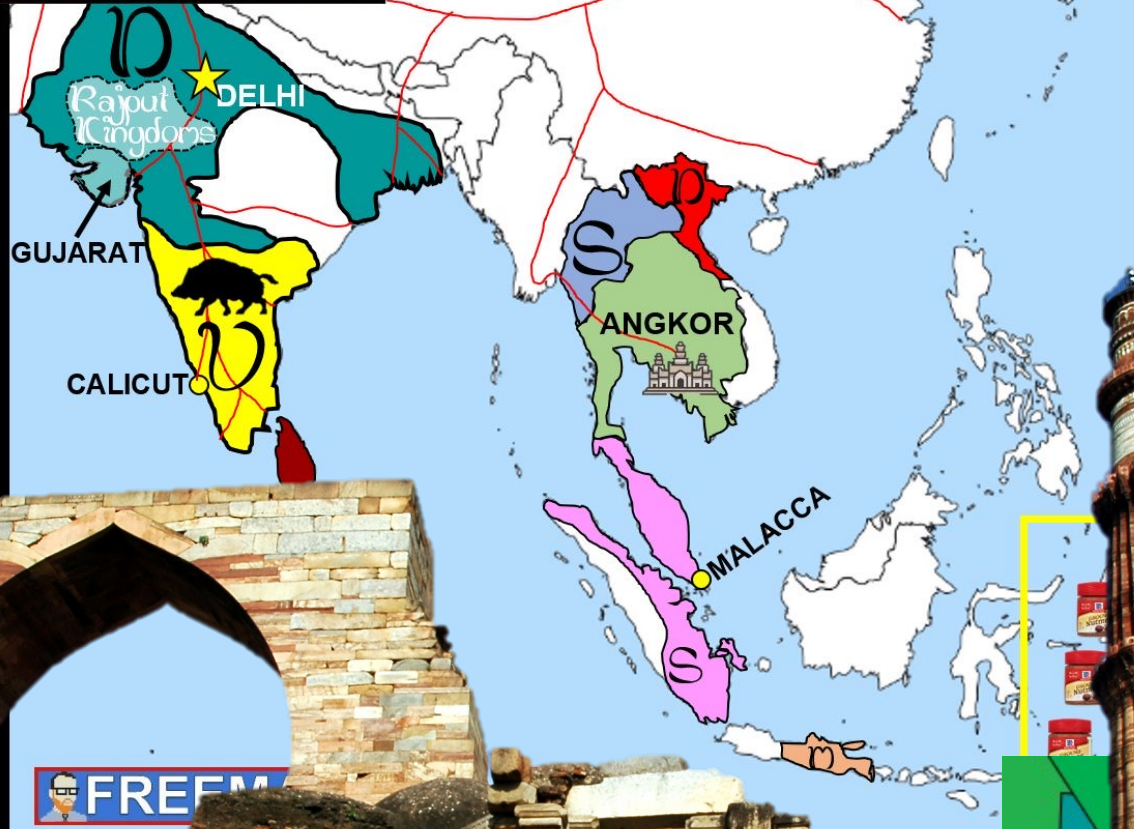 D
DELHI
Rajput
Kingdoms
GUJARAT
V
CALICUT
D
S
ANGKOR
MALACCA
S
m
FREEM